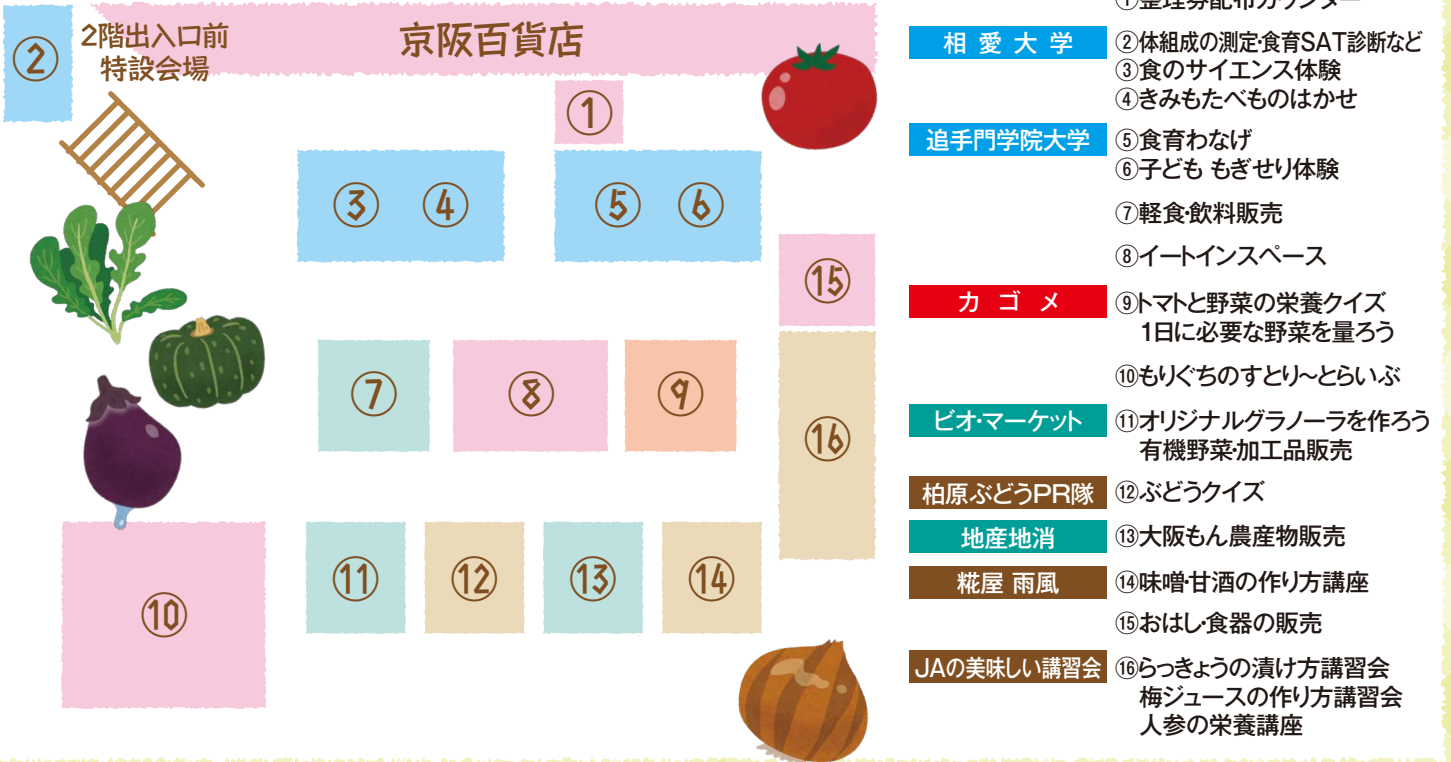 ②
2階出入口前
特設会場
京阪百貨店
①
③
④
⑤
⑥
⑮
⑦
⑧
⑨
⑯
⑩
⑪
⑫
⑬
⑭
①整理券配布カウンター
相愛大学
②体組成の測定・食育SAT診断など
③食のサイエンス体験
④きみもたべものはかせ
追手門学院大学
⑤食育わなげ
⑥子ども もぎせり体験
⑦軽食・飲料販売
⑧イートインスペース
カゴメ
⑨トマトと野菜の栄養クイズ
1日に必要な野菜を量ろう
⑩もりぐちのすとり～とらいぶ
ビオ・マーケット
⑪オリジナルグラノーラを作ろう
有機野菜・加工品販売
柏原ぶどうPR隊
⑫ぶどうクイズ
地産地消
⑬大阪もん農産物販売
糀屋 雨風
⑭味噌・甘酒の作り方講座
⑮おはし・食器の販売
JAの美味しい講習会
⑯らっきょうの漬け方講習会
梅ジュースの作り方講習会
人参の栄養講座